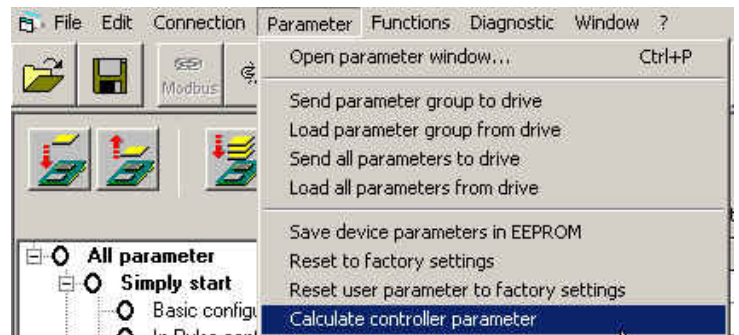 File Edit Connection Parameter Functions Diagnostic Window ?
Open parameter window... Ctrl+P
Modbus
Send parameter group to drive
Load parameter group from drive
Send all parameters to drive
Load all parameters from drive
Save device parameters in EEPROM
All parameter
Reset to factory settings
Simply start
Reset user parameter to factory settings
Basic configu
Calculate controller parameter